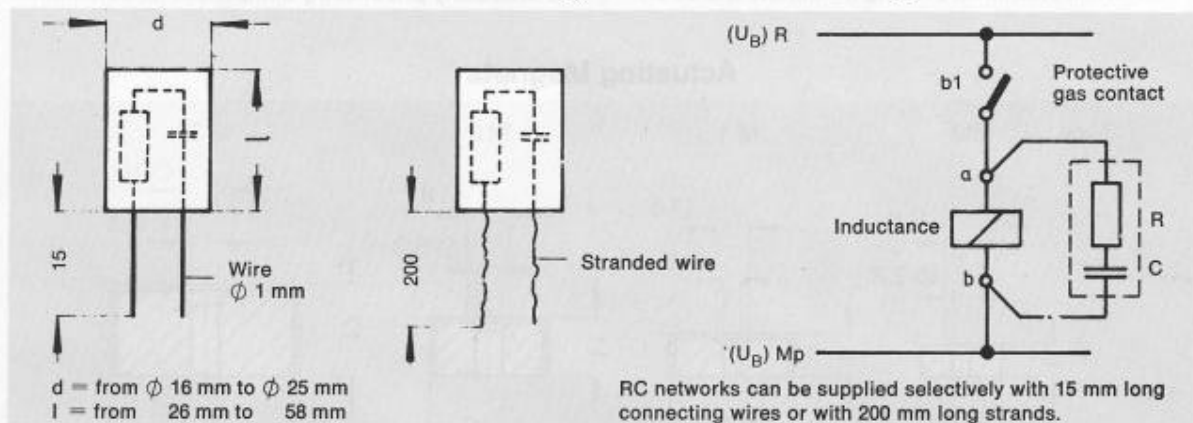 d
l
15
Wire
ϕ 1 mm
d = from ϕ 16 mm to ϕ 25 mm
l = from 26 mm to 58 mm
200
Stranded wire
(U_B) R
b1
Protective
gas contact
a
Inductance
R
C
b
(U_B) Mp
RC networks can be supplied selectively with 15 mm long
connecting wires or with 200 mm long strands.